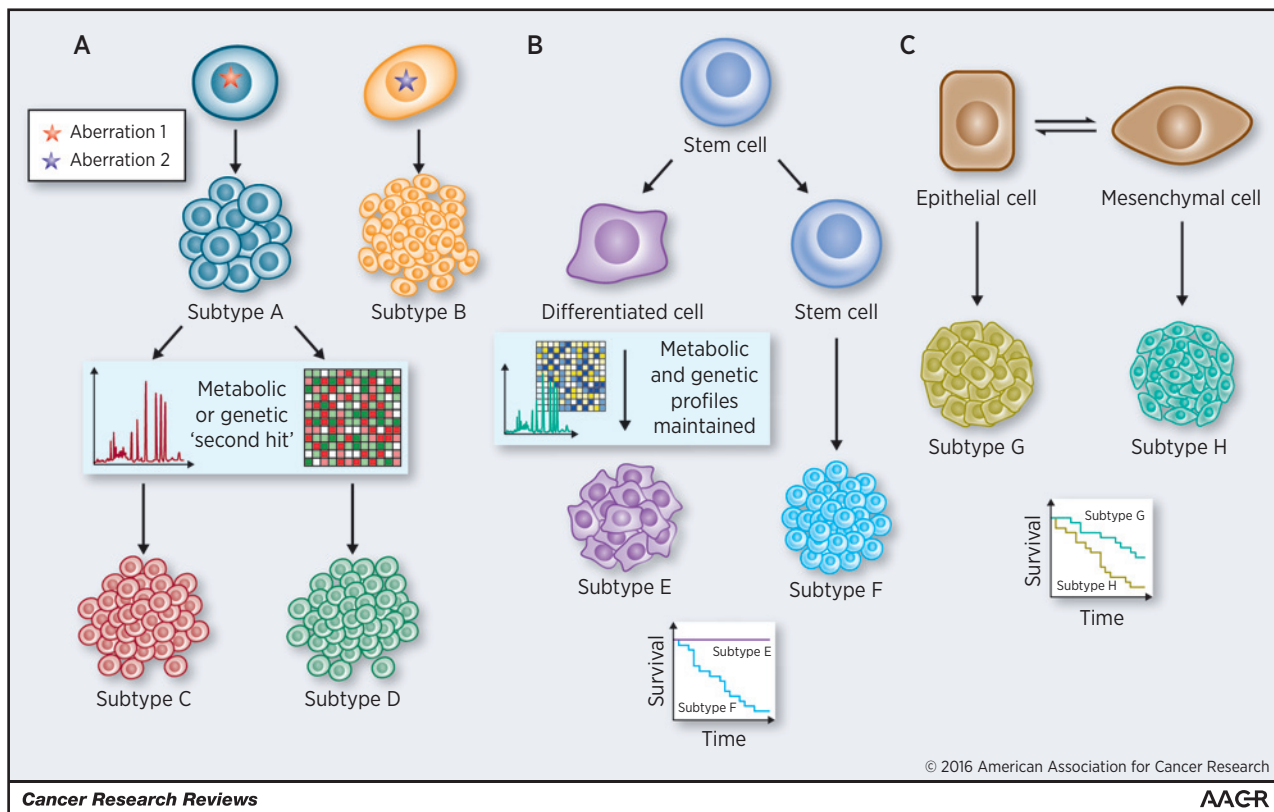 A
B
C
Aberration 1
Aberration 2
Stem cell
Epithelial cell
Mesenchymal cell
Subtype A
Subtype B
Differentiated cell
Stem cell
Metabolic
or genetic
‘second hit’
Metabolic
and genetic
profiles
maintained
Subtype G
Subtype H
Subtype E
Subtype F
Subtype C
Subtype D
Survival
Subtype E
Subtype F
Time
Survival
Subtype G
Subtype H
Time
© 2016 American Association for Cancer Research
Cancer Research Reviews
AACR